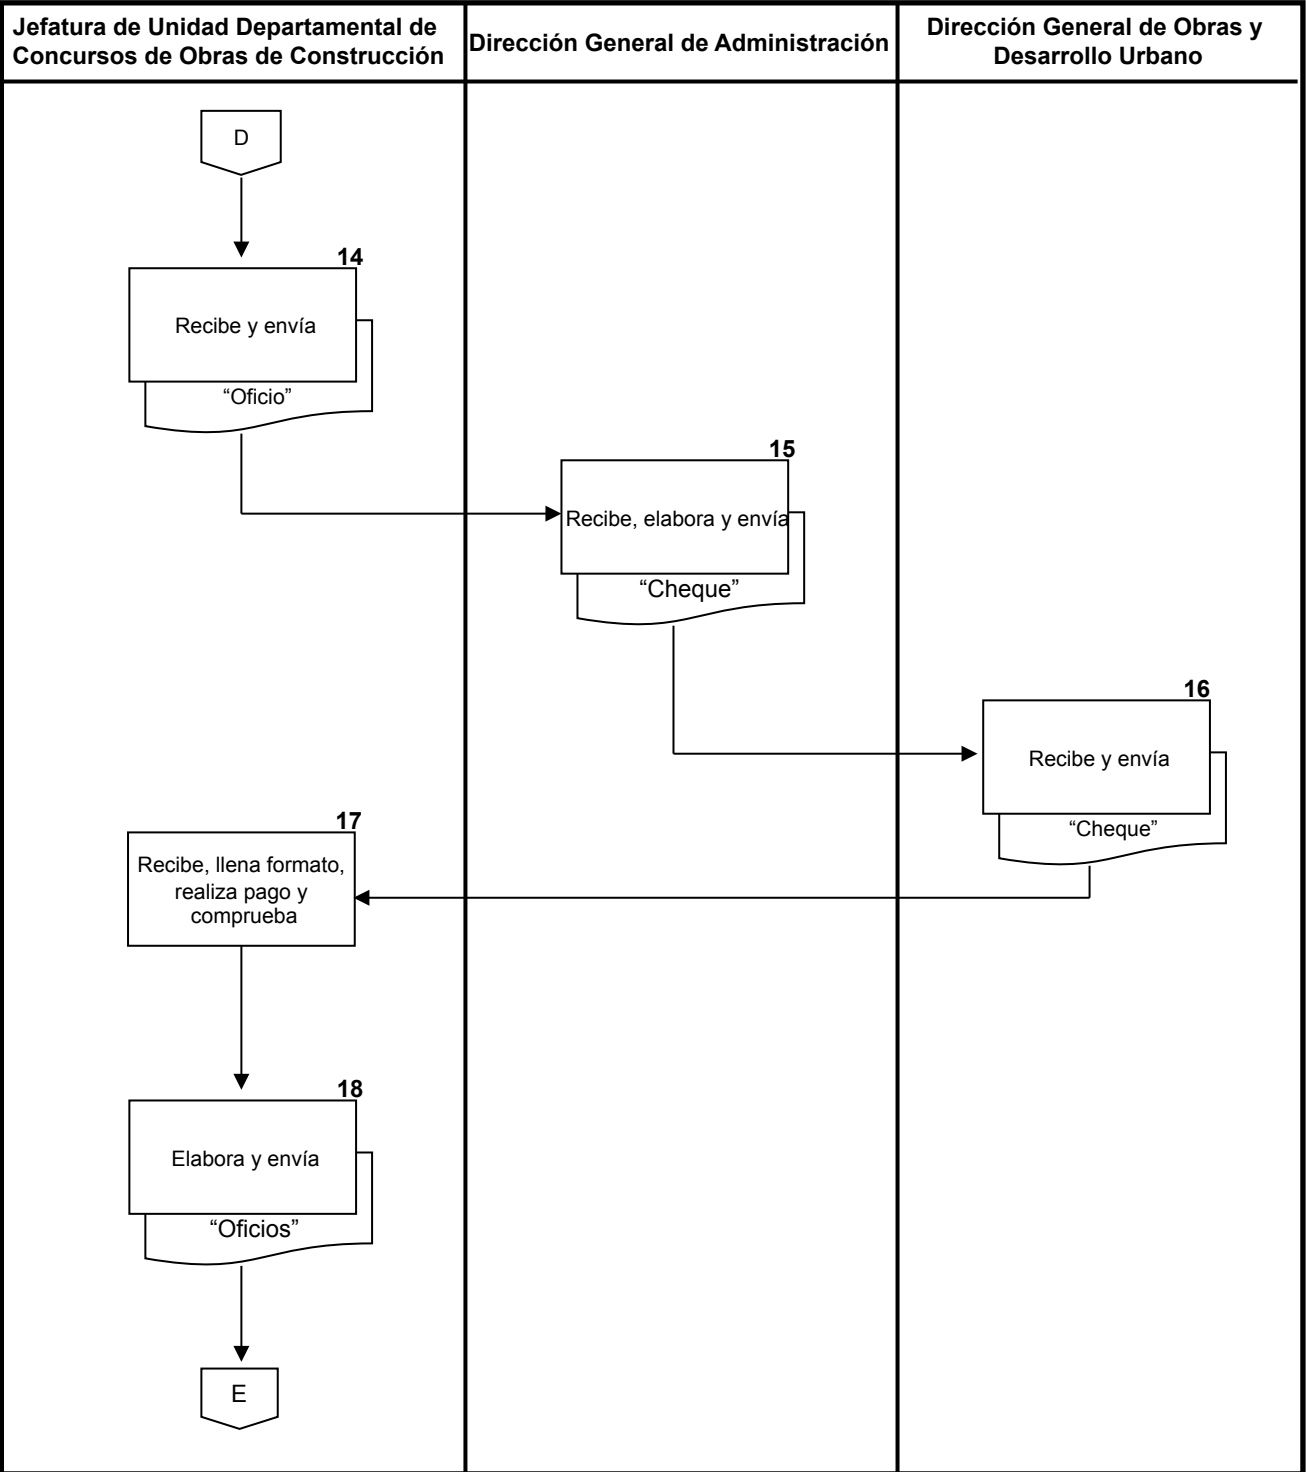 Jefatura de Unidad Departamental de
Concursos de Obras de Construcción
Dirección General de Administración
Dirección General de Obras y
Desarrollo Urbano
D
14
Recibe y envía
“Oficio”
15
Recibe, elabora y envía
“Cheque”
16
Recibe y envía
“Cheque”
17
Recibe, llena formato,
realiza pago y
comprueba
18
Elabora y envía
“Oficios”
E